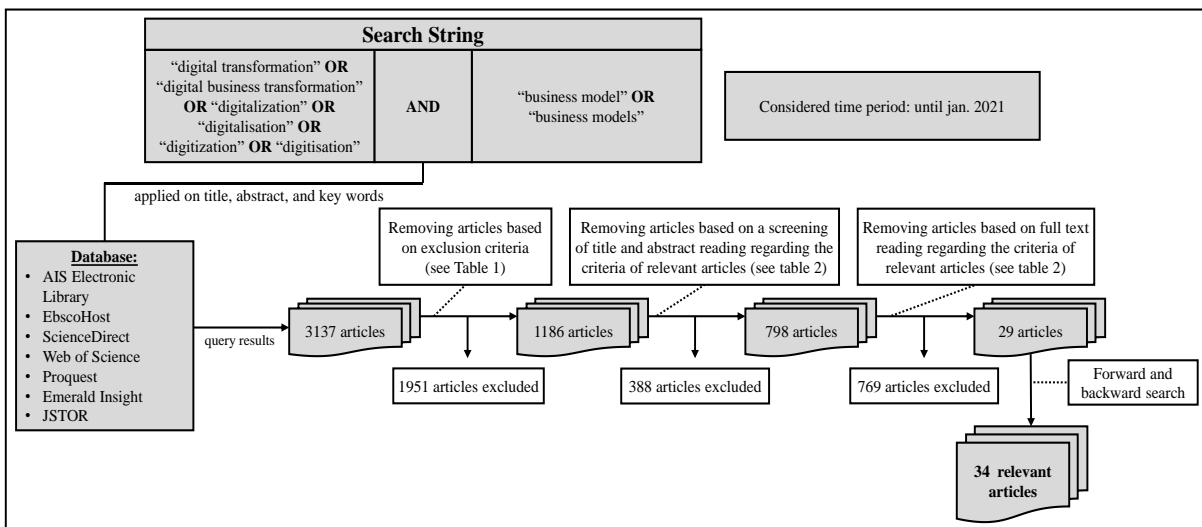 Search String
“digital transformation” OR
“digital business transformation”
OR “digitalization” OR
“digitalisation” OR
“digitization” OR “digitisation”
AND
“business model” OR
“business models”
Considered time period: until jan. 2021
applied on title, abstract, and key words
Database:
• AIS Electronic
Library
• EbscoHost
• ScienceDirect
• Web of Science
• Proquest
• Emerald Insight
• JSTOR
query results
3137 articles
Removing articles based
on exclusion criteria
(see Table 1)
1951 articles excluded
1186 articles
Removing articles based on a screening
of title and abstract reading regarding the
criteria of relevant articles (see table 2)
388 articles excluded
798 articles
Removing articles based on full text
reading regarding the criteria of
relevant articles (see table 2)
769 articles excluded
29 articles
Forward and
backward search
34 relevant
articles